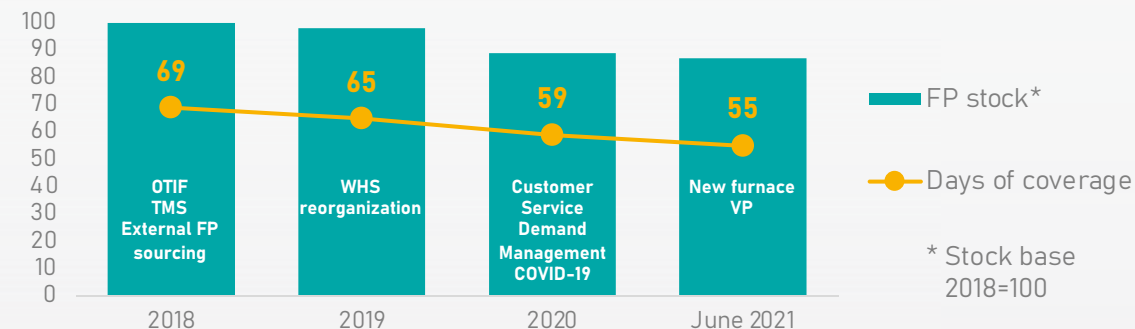 100
90
80
70
60
50
40
30
20
10
0
69
65
59
55
OTIF
TMS
External FP
sourcing
WHS
reorganization
Customer
Service
Demand
Management
COVID-19
New furnace
VP
2018
2019
2020
June 2021
FP stock*
Days of coverage
* Stock base
2018=100